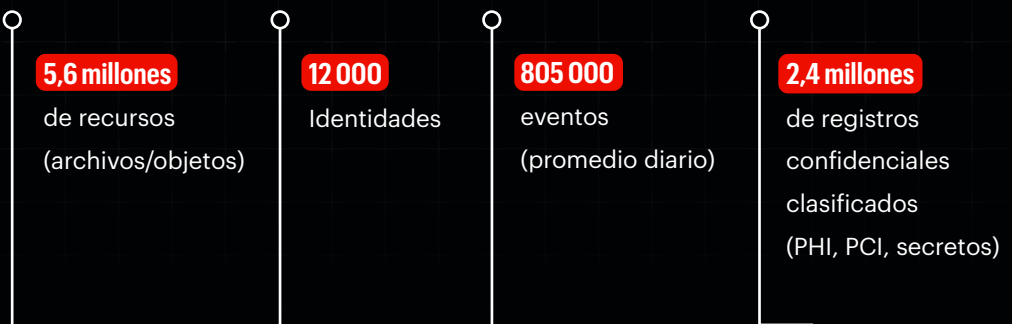 5,6 millones
de recursos
(archivos/objetos)
12 000
Identidades
805 000
eventos
(promedio diario)
2,4 millones
de registros
confidenciales
clasificados
(PHI, PCI, secretos)